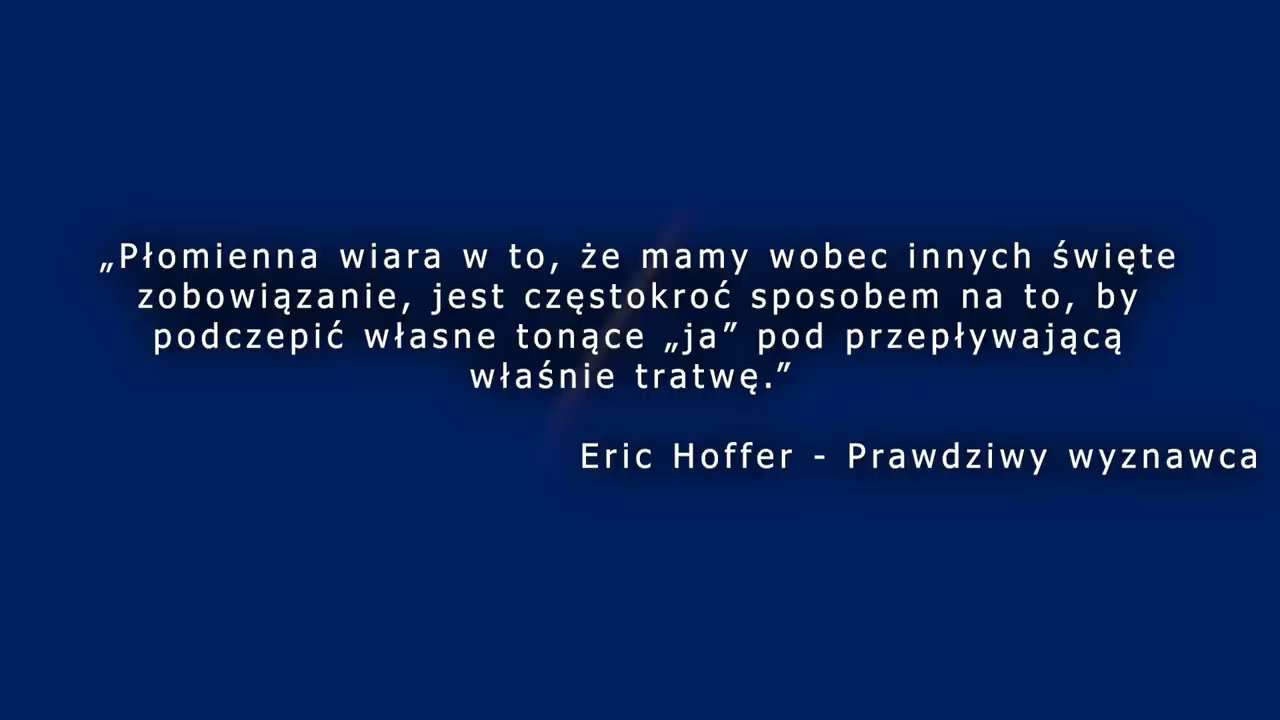 „Płomienna wiara w to, że mamy wobec innych święte
zobowiązanie, jest częstokroć sposobem na to, by
podczepić własne tonące „ja” pod przepływającą
właśnie tratwę.”
Eric Hoffer - Prawdziwy wyznawca